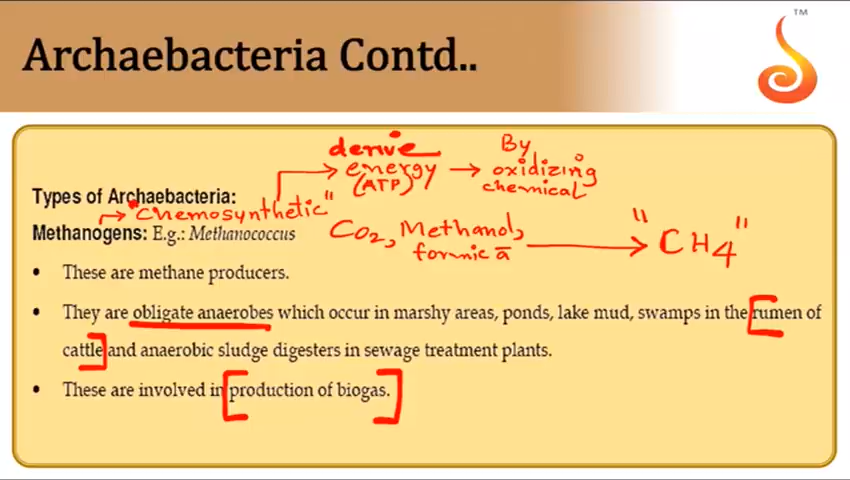 TM
Archaebacteria Contd..
derive
energy
(ATP)
By
oxidizing
chemical
Types of Archaebacteria:
"chemosynthetic"
Methanogens: E.g.: Methanococcus
CO2, Methanol,
formic a
"CH4"
• These are methane producers.
• They are obligate anaerobes which occur in marshy areas, ponds, lake mud, swamps in the rumen of
cattle and anaerobic sludge digesters in sewage treatment plants.
• These are involved in production of biogas.